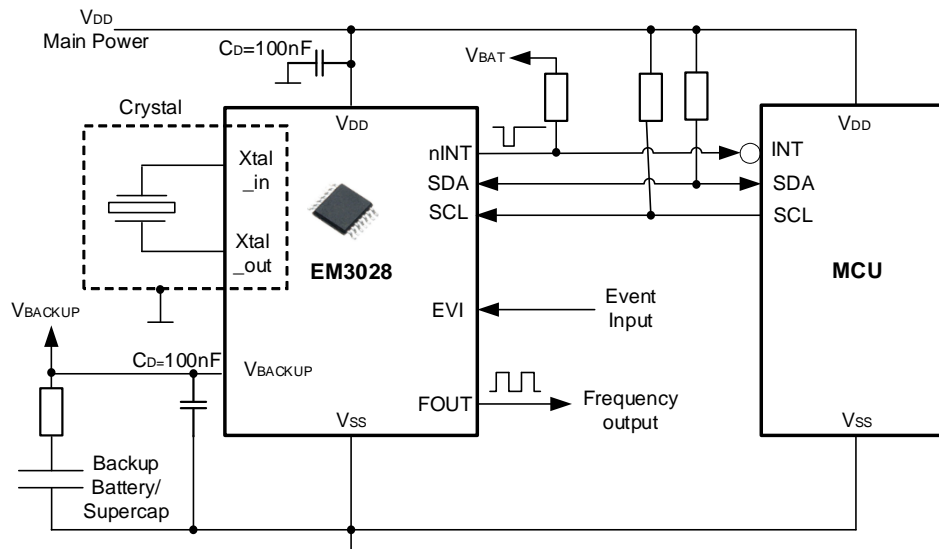 VDD
Main Power
CD=100nF
VBAT
Crystal
VDD
VDD
Xtal
_in
nINT
INT
SDA
SDA
SCL
SCL
Xtal
_out
EM3028
MCU
VBACKUP
EVI
Event
Input
CD=100nF
VBACKUP
FOUT
Frequency
output
VSS
VSS
Backup
Battery/
Supercap